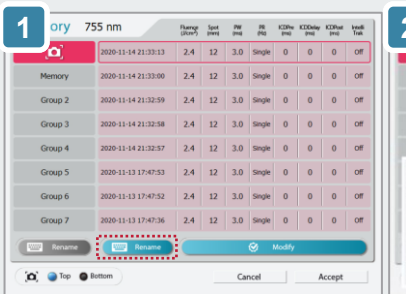 1 ory 755 nm
Fluency (J/cm²) Spot (mm) PW (ms) PR (Hz) ICDPre (ms) ICDDelay (ms) ICDPost (ms) Intelli Trak
2020-11-14 21:33:13 2.4 12 3.0 Single 0 0 0 Off
Memory 2020-11-14 21:33:00 2.4 12 3.0 Single 0 0 0 Off
Group 2 2020-11-14 21:32:59 2.4 12 3.0 Single 0 0 0 Off
Group 3 2020-11-14 21:32:58 2.4 12 3.0 Single 0 0 0 Off
Group 4 2020-11-14 21:32:57 2.4 12 3.0 Single 0 0 0 Off
Group 5 2020-11-13 17:47:53 2.4 12 3.0 Single 0 0 0 Off
Group 6 2020-11-13 17:47:52 2.4 12 3.0 Single 0 0 0 Off
Group 7 2020-11-13 17:47:36 2.4 12 3.0 Single 0 0 0 Off
Rename Rename Modify
Top Bottom Cancel Accept
2